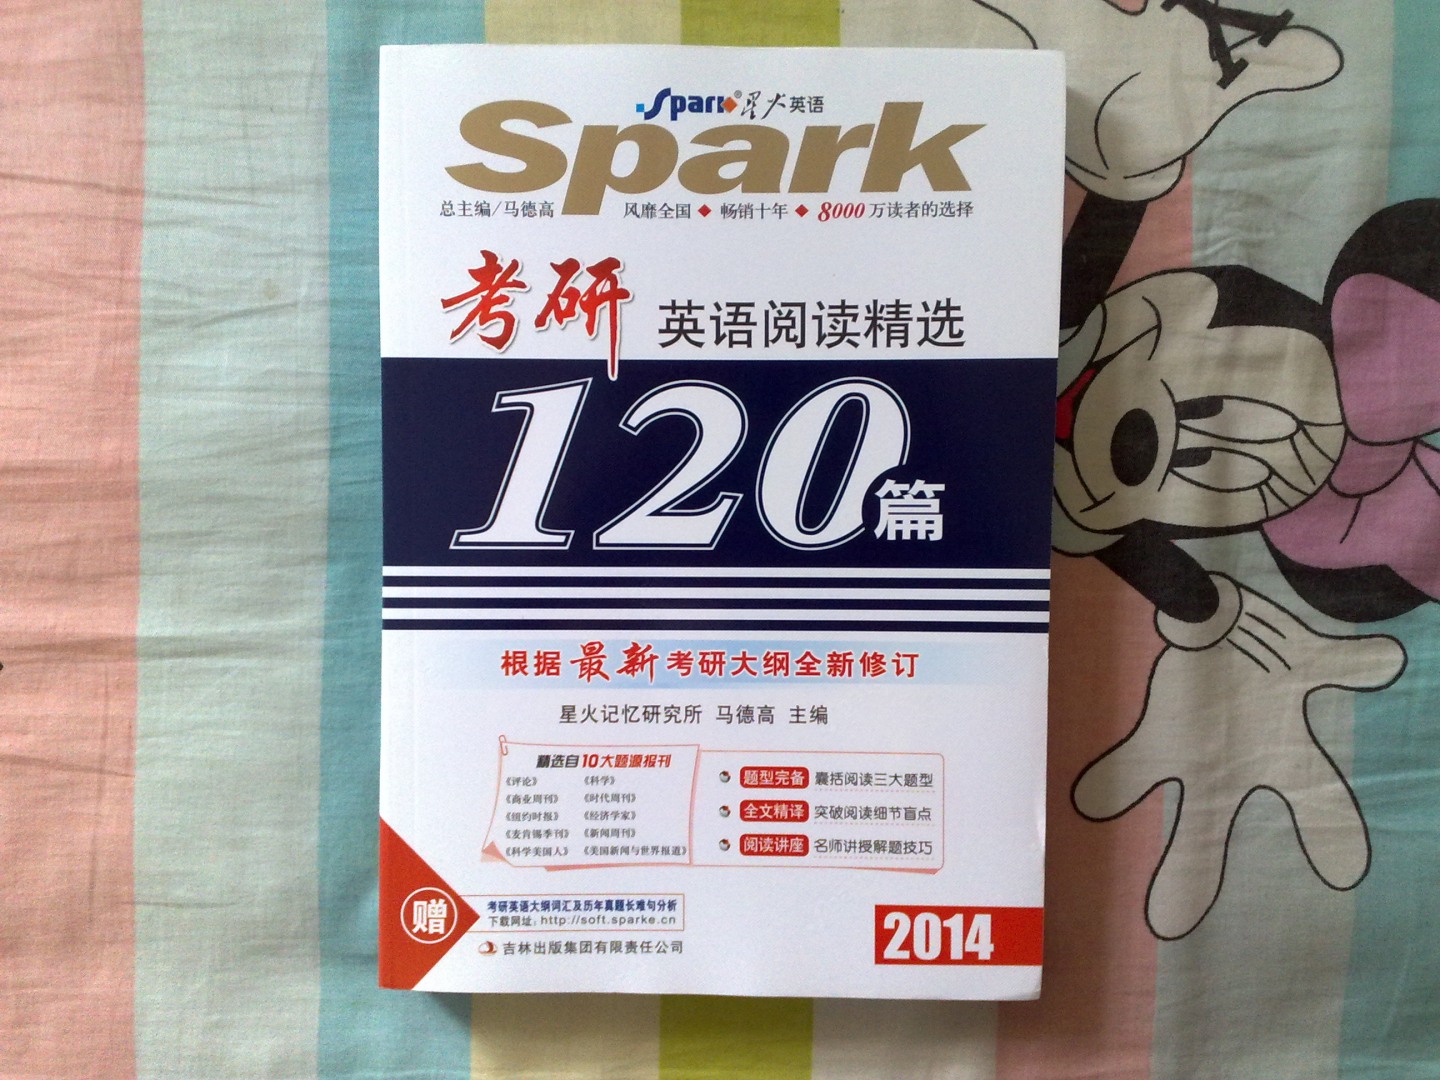 Spark®星火英语
Spark
总主编/马德高 风靡全国◆畅销十年◆8000万读者的选择
考研 英语阅读精选
120篇
根据最新考研大纲全新修订
星火记忆研究所 马德高 主编
精选自10大题源报刊
《评论》 《科学》
《商业周刊》 《时代周刊》
《纽约时报》 《经济学家》
《麦肯锡季刊》 《新闻周刊》
《科学美国人》 《美国新闻与世界报道》
题型完备 囊括阅读三大题型
全文精译 突破阅读细节盲点
阅读讲座 名师讲授解题技巧
赠
考研英语大纲词汇及历年真题长难句分析
下载网址：http://soft.sparke.cn
吉林出版集团有限责任公司
2014